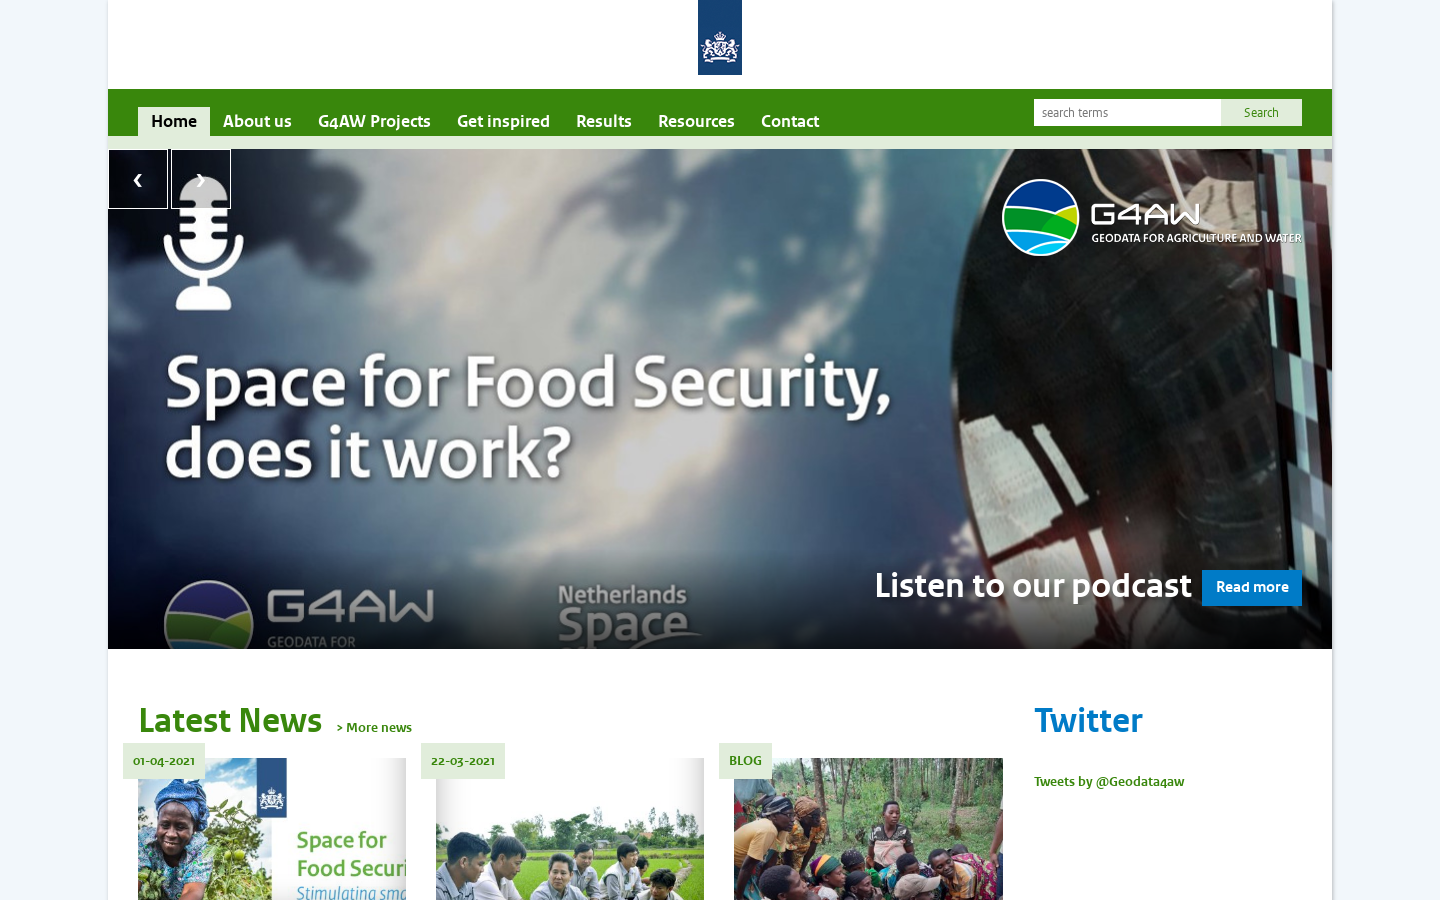 Home
About us
G4AW Projects
Get inspired
Results
Resources
Contact
search terms
Search
❮
❯
G4AW
GEODATA FOR AGRICULTURE AND WATER
Space for Food Security,
does it work?
Listen to our podcast
Read more
G4AW
GEODATA FOR
Netherlands
Space
Latest News
> More news
Twitter
01-04-2021
22-03-2021
BLOG
Tweets by @Geodata4aw
Space for
Food Securi
Stimulating sma